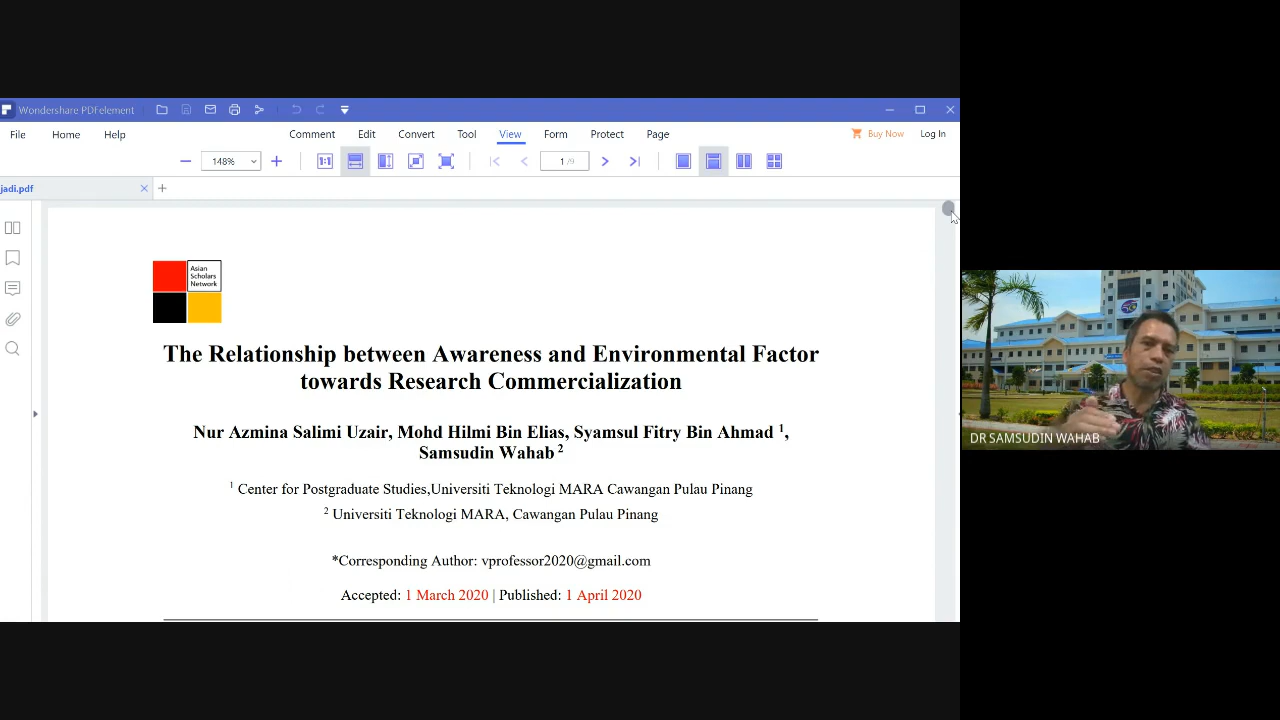 Wondershare PDFelement
File Home Help Comment Edit Convert Tool View Form Protect Page Buy Now Log In
148% 1:1 1 /9
jadi.pdf
Asian
Scholars
Network
The Relationship between Awareness and Environmental Factor
towards Research Commercialization
Nur Azmina Salimi Uzair, Mohd Hilmi Bin Elias, Syamsul Fitry Bin Ahmad ¹,
Samsudin Wahab ²
¹ Center for Postgraduate Studies,Universiti Teknologi MARA Cawangan Pulau Pinang
² Universiti Teknologi MARA, Cawangan Pulau Pinang
*Corresponding Author: vprofessor2020@gmail.com
Accepted: 1 March 2020 | Published: 1 April 2020
DR SAMSUDIN WAHAB